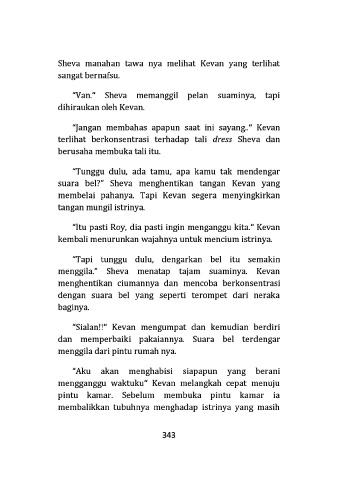 Sheva manahan tawa nya melihat Kevan yang terlihat
sangat bernafsu.
"Van." Sheva memanggil pelan suaminya, tapi
dihiraukan oleh Kevan.
"Jangan membahas apapun saat ini sayang.." Kevan
terlihat berkonsentrasi terhadap tali dress Sheva dan
berusaha membuka tali itu.
"Tunggu dulu, ada tamu, apa kamu tak mendengar
suara bel?" Sheva menghentikan tangan Kevan yang
membelai pahanya. Tapi Kevan segera menyingkirkan
tangan mungil istrinya.
"Itu pasti Roy, dia pasti ingin menganggu kita." Kevan
kembali menurunkan wajahnya untuk mencium istrinya.
"Tapi tunggu dulu, dengarkan bel itu semakin
menggila." Sheva menatap tajam suaminya. Kevan
menghentikan ciumannya dan mencoba berkonsentrasi
dengan suara bel yang seperti terompet dari neraka
baginya.
"Sialan!!" Kevan mengumpat dan kemudian berdiri
dan memperbaiki pakaiannya. Suara bel terdengar
menggila dari pintu rumah nya.
"Aku akan menghabisi siapapun yang berani
mengganggu waktuku" Kevan melangkah cepat menuju
pintu kamar. Sebelum membuka pintu kamar ia
membalikkan tubuhnya menghadap istrinya yang masih
343